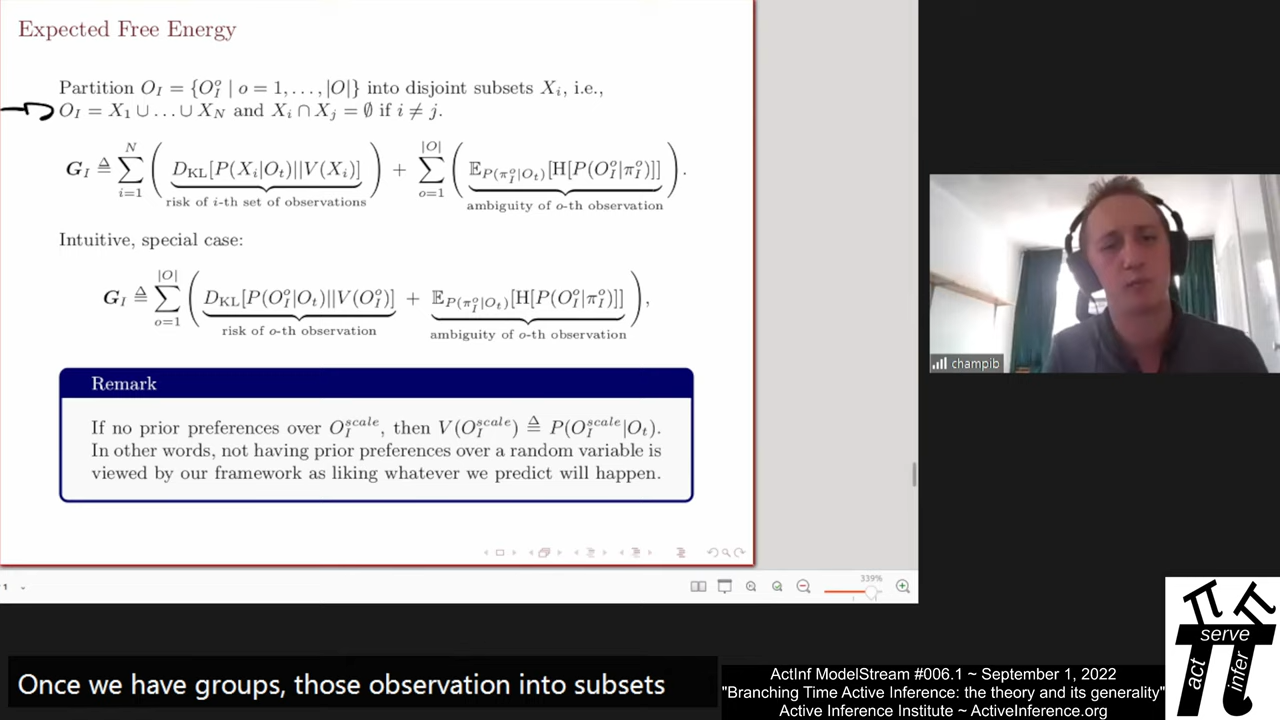 Expected Free Energy
Partition O_I = {O_I^o | o = 1, . . . , |O|} into disjoint subsets X_i, i.e.,
O_I = X_1 ∪ . . . ∪ X_N and X_i ∩ X_j = ∅ if i ≠ j.
G_I ≜ ∑_{i=1}^{N} ( D_KL[P(X_i|O_t)||V(X_i)] ) + ∑_{o=1}^{|O|} ( 𝔼_{P(π_I^o|O_t)}[H[P(O_I^o|π_I^o)]] ).
risk of i-th set of observations ambiguity of o-th observation
Intuitive, special case:
G_I ≜ ∑_{o=1}^{|O|} ( D_KL[P(O_I^o|O_t)||V(O_I^o)] + 𝔼_{P(π_I^o|O_t)}[H[P(O_I^o|π_I^o)]] ),
risk of o-th observation ambiguity of o-th observation
Remark
If no prior preferences over O_I^{scale}, then V(O_I^{scale}) ≜ P(O_I^{scale}|O_t).
In other words, not having prior preferences over a random variable is
viewed by our framework as liking whatever we predict will happen.
champib
1
339%
Once we have groups, those observation into subsets
ActInf ModelStream #006.1 ~ September 1, 2022
"Branching Time Active Inference: the theory and its generality"
Active Inference Institute ~ ActiveInference.org
π π
serve
act
infer